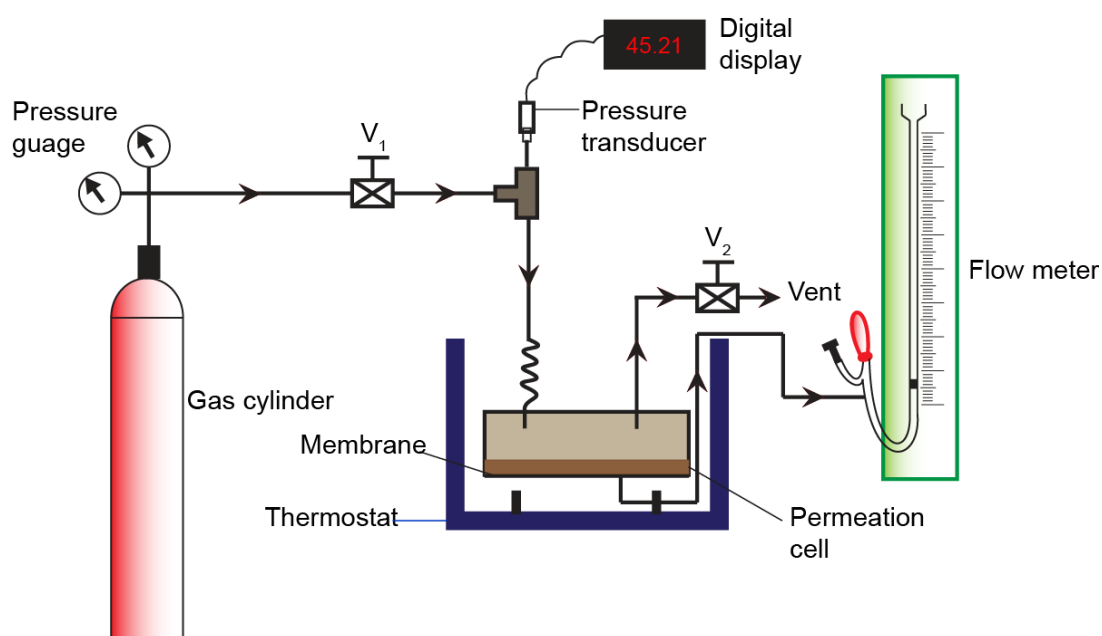 Digital
display
45.21
Pressure
guage
Pressure
transducer
V1
V2
Vent
Flow meter
Gas cylinder
Membrane
Thermostat
Permeation
cell